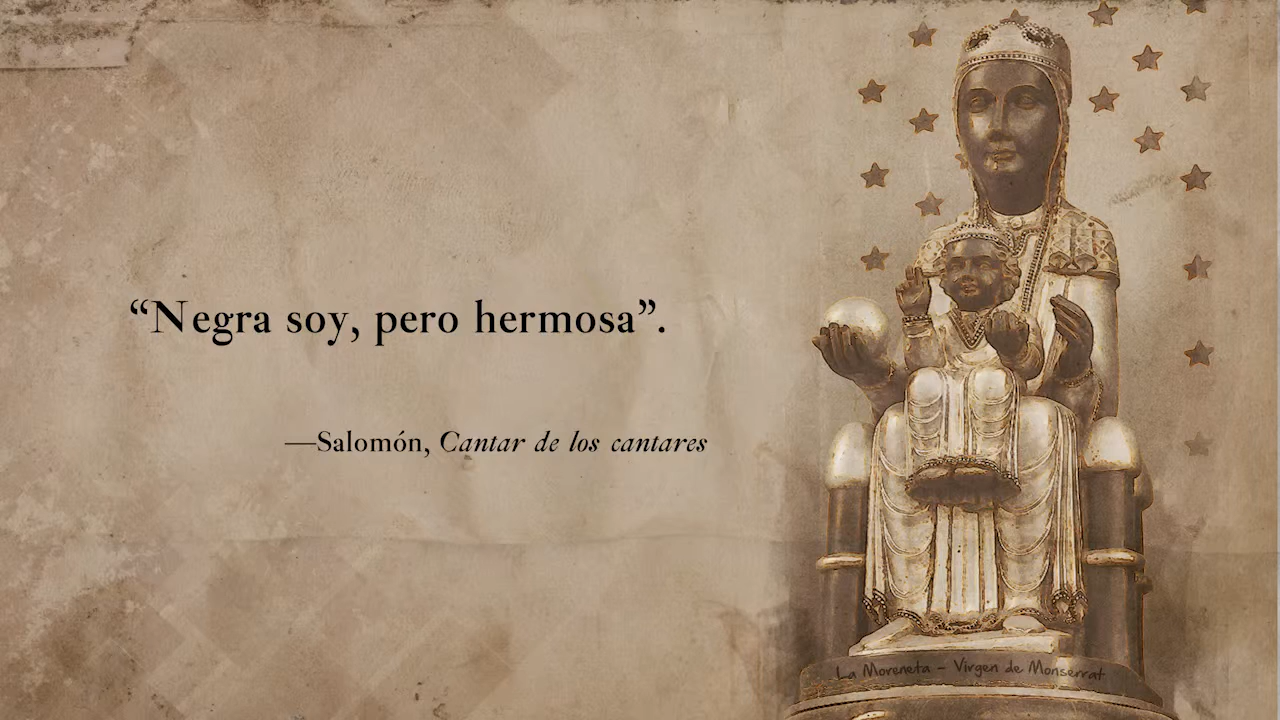 “Negra soy, pero hermosa”.
—Salomón, Cantar de los cantares
La Moreneta – Virgen de Monserrat